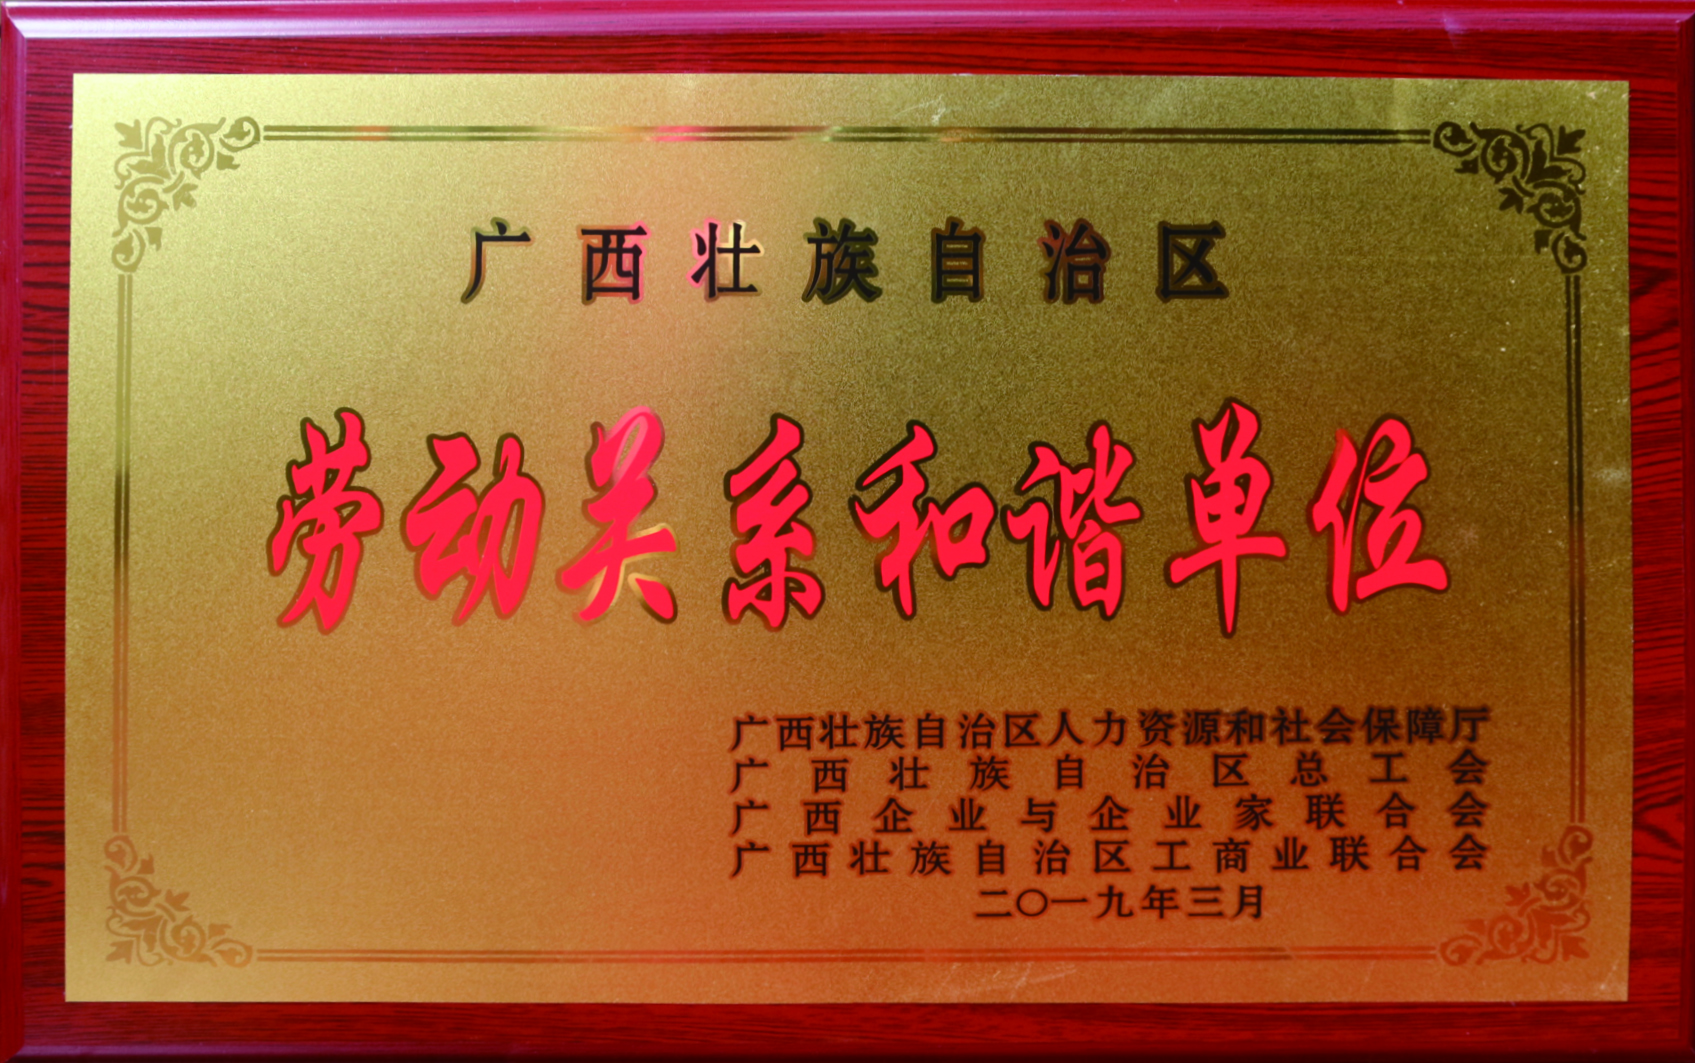 广西壮族自治区
劳动关系和谐单位
广西壮族自治区人力资源和社会保障厅
广西壮族自治区总工会
广西企业与企业家联合会
广西壮族自治区工商业联合会
二〇一九年三月